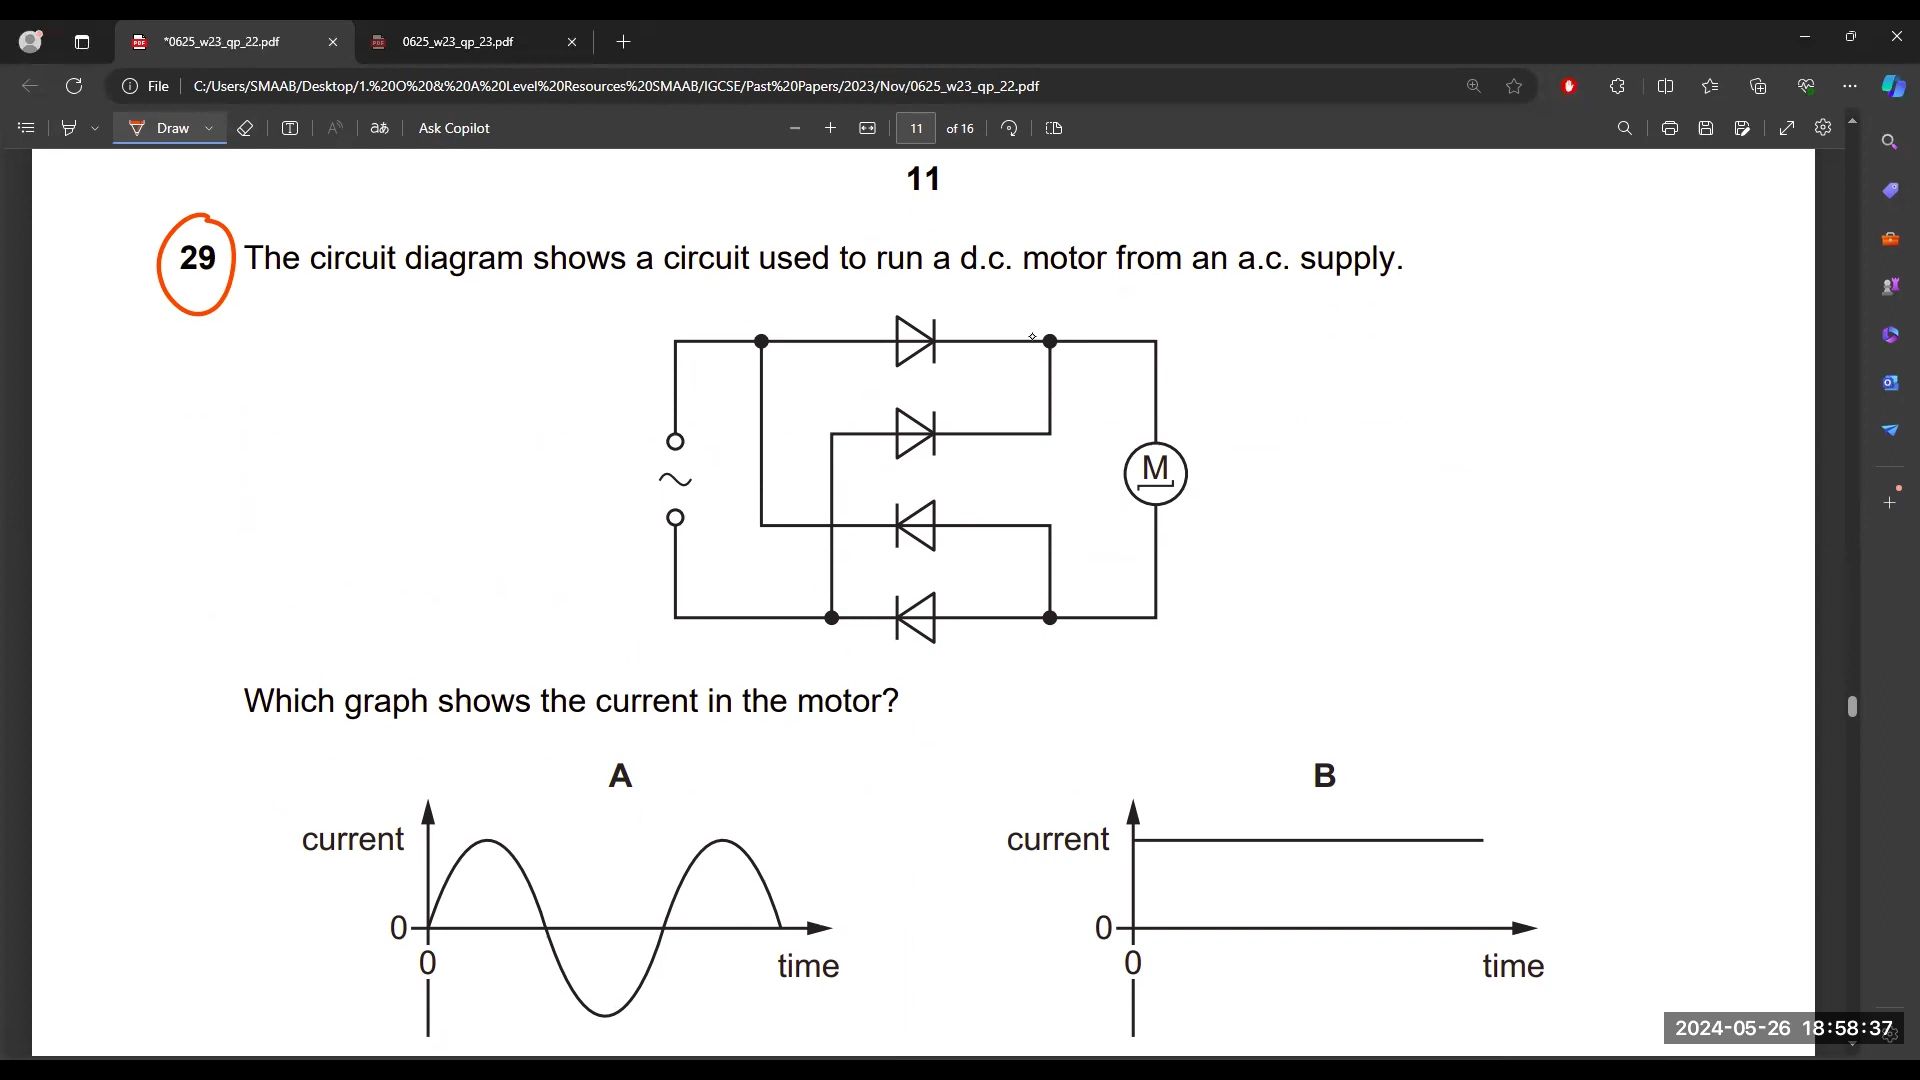 *0625_w23_qp_22.pdf
0625_w23_qp_23.pdf
File
C:/Users/SMAAB/Desktop/1.%20O%20&%20A%20Level%20Resources%20SMAAB/IGCSE/Past%20Papers/2023/Nov/0625_w23_qp_22.pdf
Draw
aあ
Ask Copilot
11
of 16
11
29 The circuit diagram shows a circuit used to run a d.c. motor from an a.c. supply.
M
Which graph shows the current in the motor?
A
current
0
0
time
B
current
0
0
time
2024-05-26 18:58:37